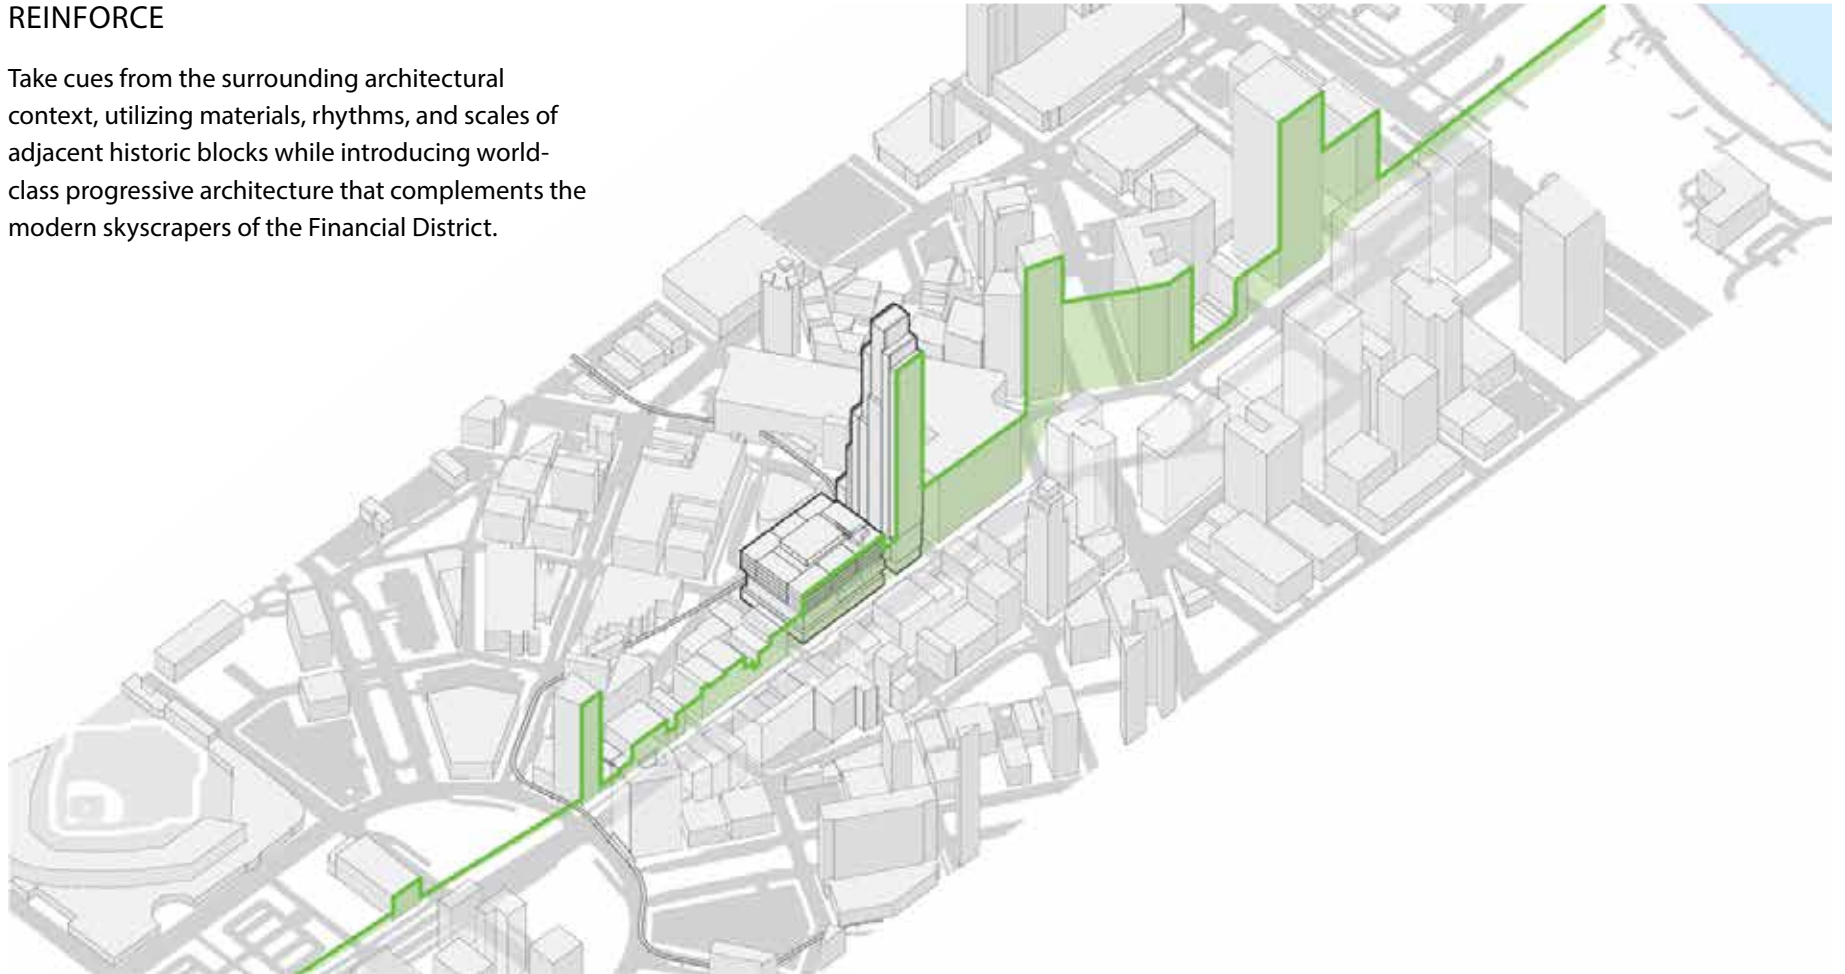 REINFORCE
Take cues from the surrounding architectural
context, utilizing materials, rhythms, and scales of
adjacent historic blocks while introducing world-
class progressive architecture that complements the
modern skyscrapers of the Financial District.